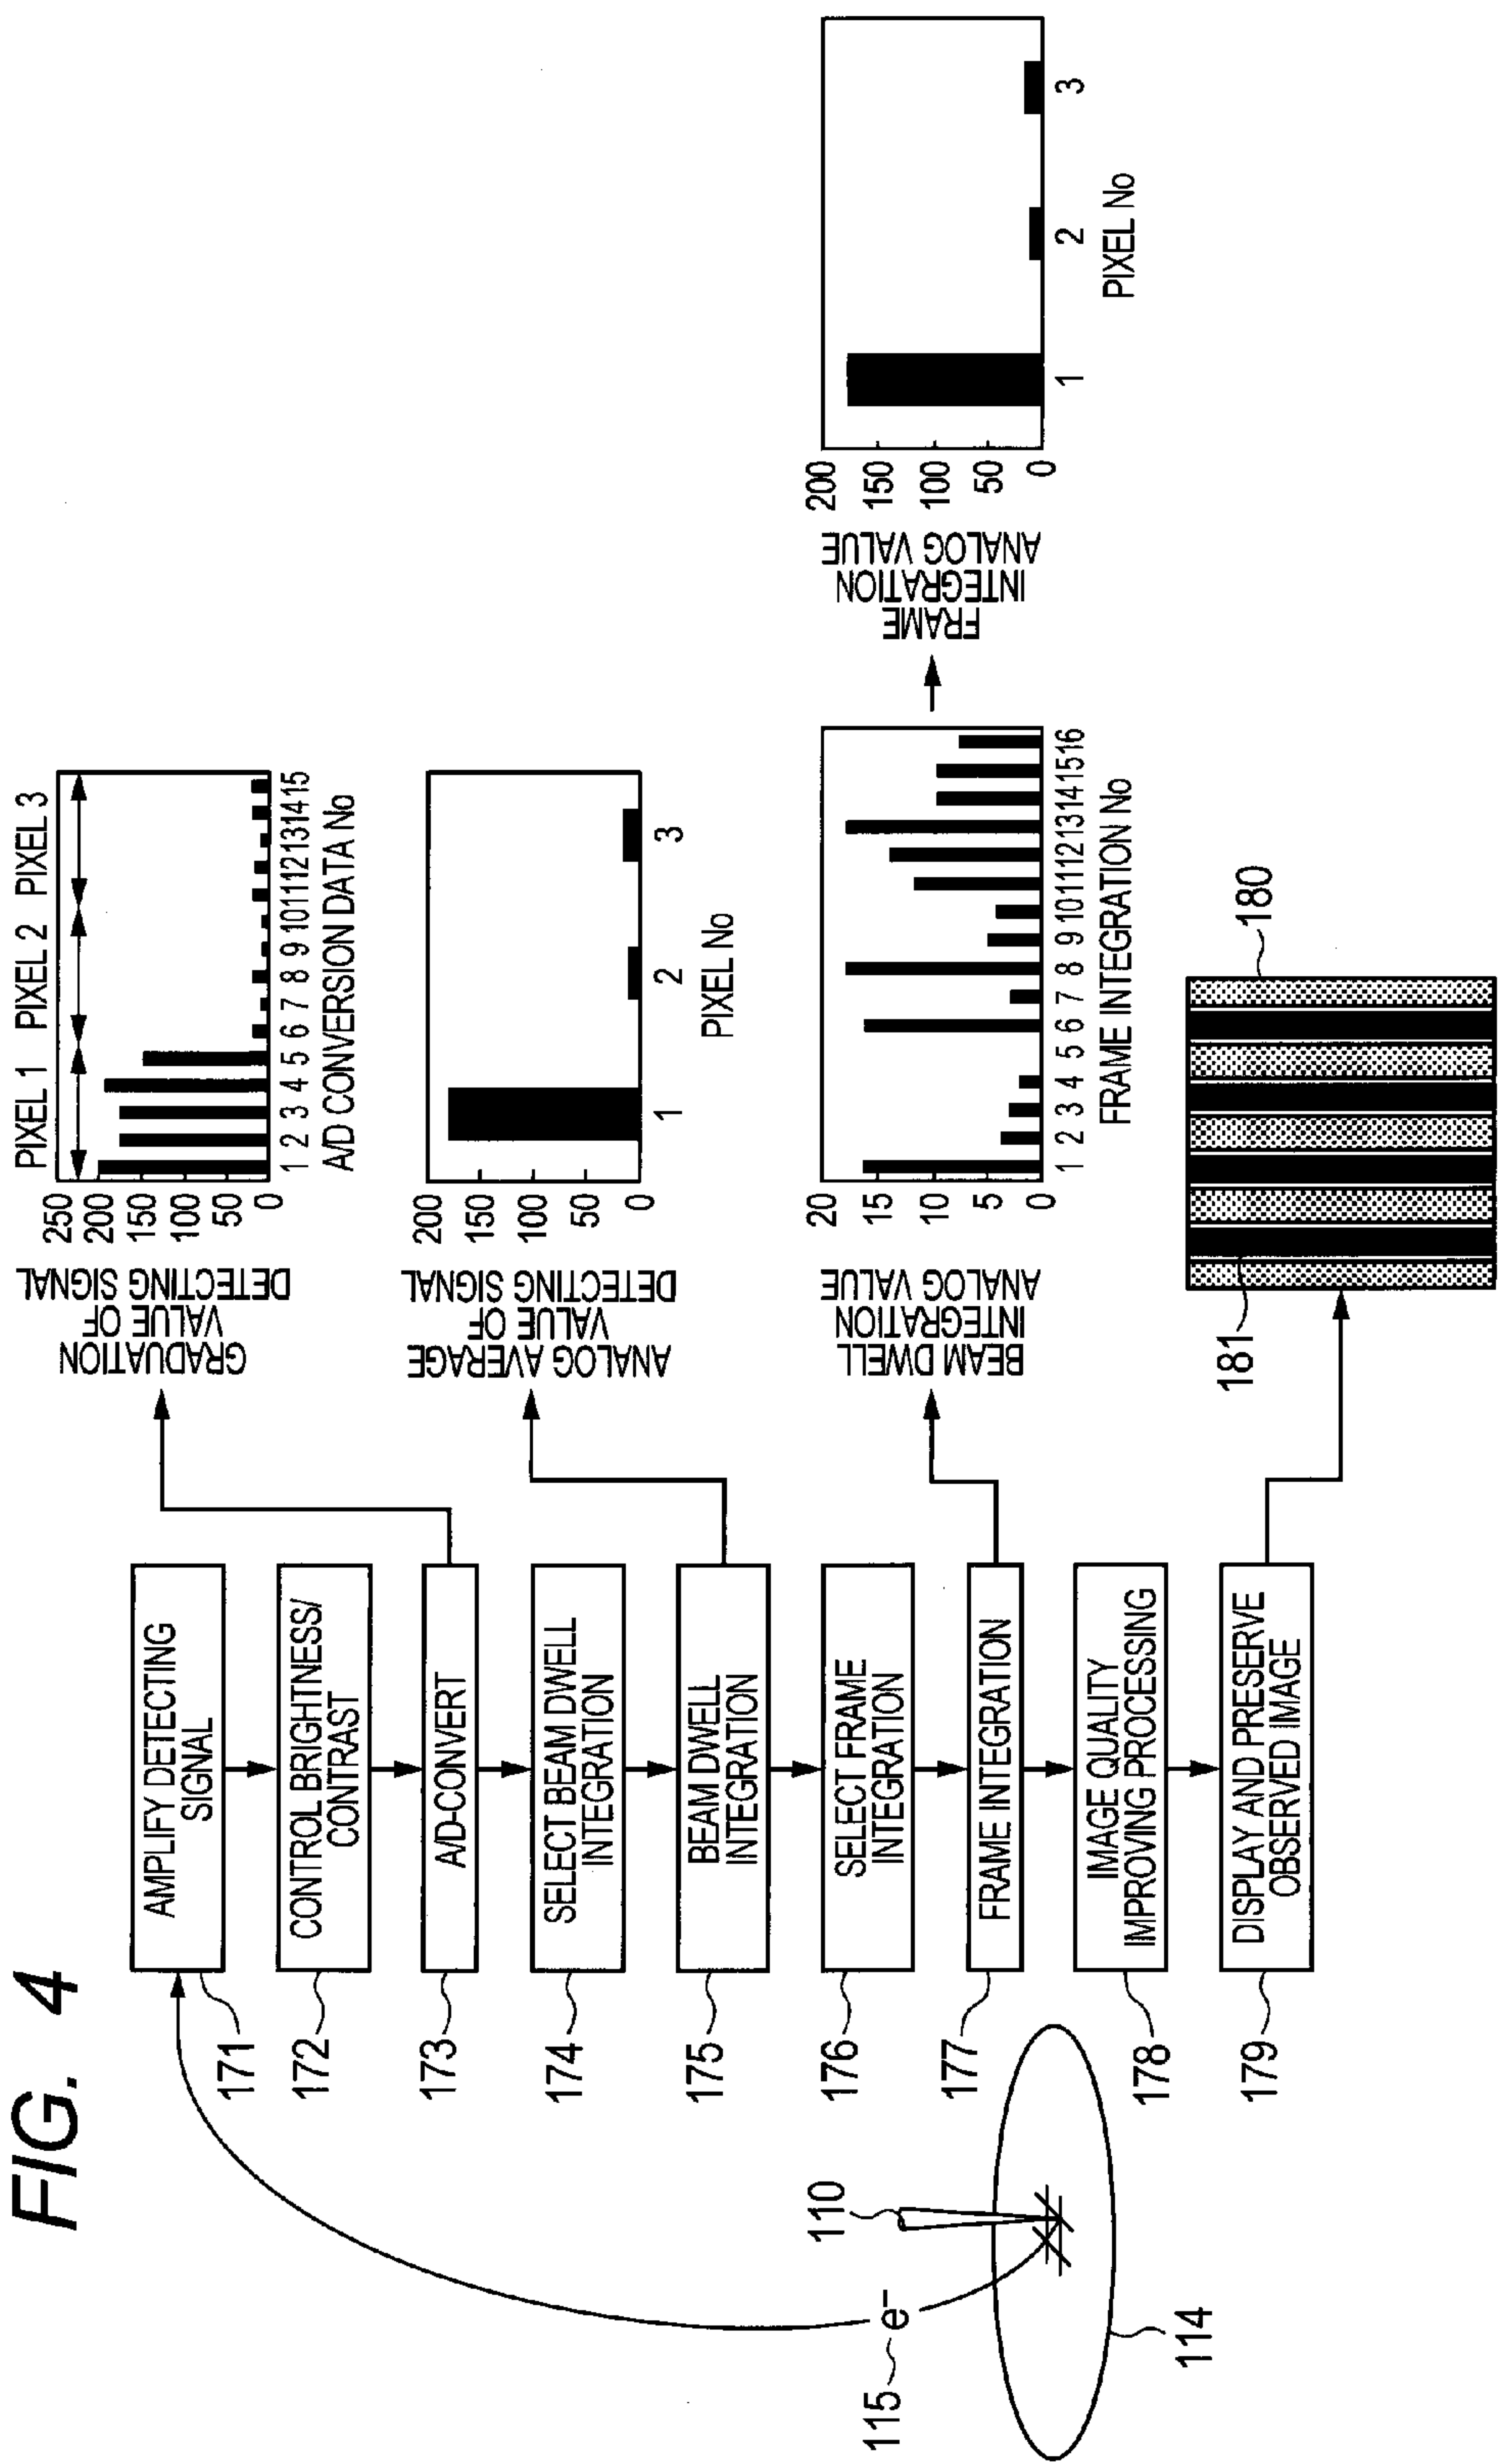 FIG. 4
AMPLIFY DETECTING
SIGNAL
171
CONTROL BRIGHTNESS/
CONTRAST
172
A/D-CONVERT
173
SELECT BEAM DWELL
INTEGRATION
174
BEAM DWELL
INTEGRATION
175
SELECT FRAME
INTEGRATION
176
FRAME INTEGRATION
177
IMAGE QUALITY
IMPROVING PROCESSING
178
DISPLAY AND PRESERVE
OBSERVED IMAGE
179
110
115
e−
114
GRADUATION
VALUE OF
DETECTING SIGNAL
PIXEL 1 PIXEL 2 PIXEL 3
250
200
150
100
50
0
1 2 3 4 5 6 7 8 9 10 11 12 13 14 15
A/D CONVERSION DATA No
ANALOG AVERAGE
VALUE OF
DETECTING SIGNAL
200
150
100
50
0
1 2 3
PIXEL No
BEAM DWELL
INTEGRATION
ANALOG VALUE
20
15
10
5
0
1 2 3 4 5 6 7 8 9 10 11 12 13 14 15 16
FRAME INTEGRATION No
FRAME
INTEGRATION
ANALOG VALUE
200
150
100
50
0
1 2 3
PIXEL No
181
180